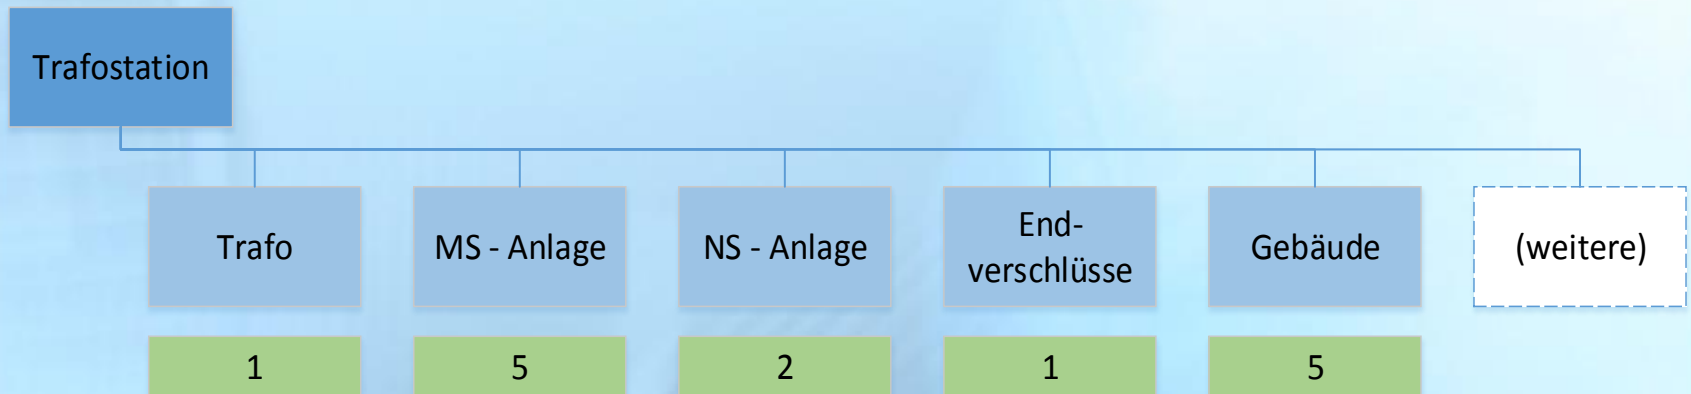 Trafostation
Trafo
MS - Anlage
NS - Anlage
End-
verschlüsse
Gebäude
(weitere)
1
5
2
1
5